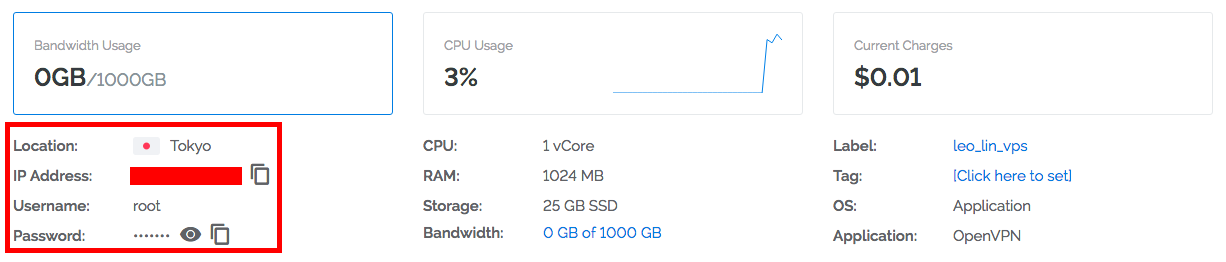 Bandwidth Usage
0GB/1000GB
CPU Usage
3%
Current Charges
$0.01
Location: Tokyo
IP Address:
Username: root
Password: •••••••
CPU: 1 vCore
RAM: 1024 MB
Storage: 25 GB SSD
Bandwidth: 0 GB of 1000 GB
Label: leo_lin_vps
Tag: [Click here to set]
OS: Application
Application: OpenVPN